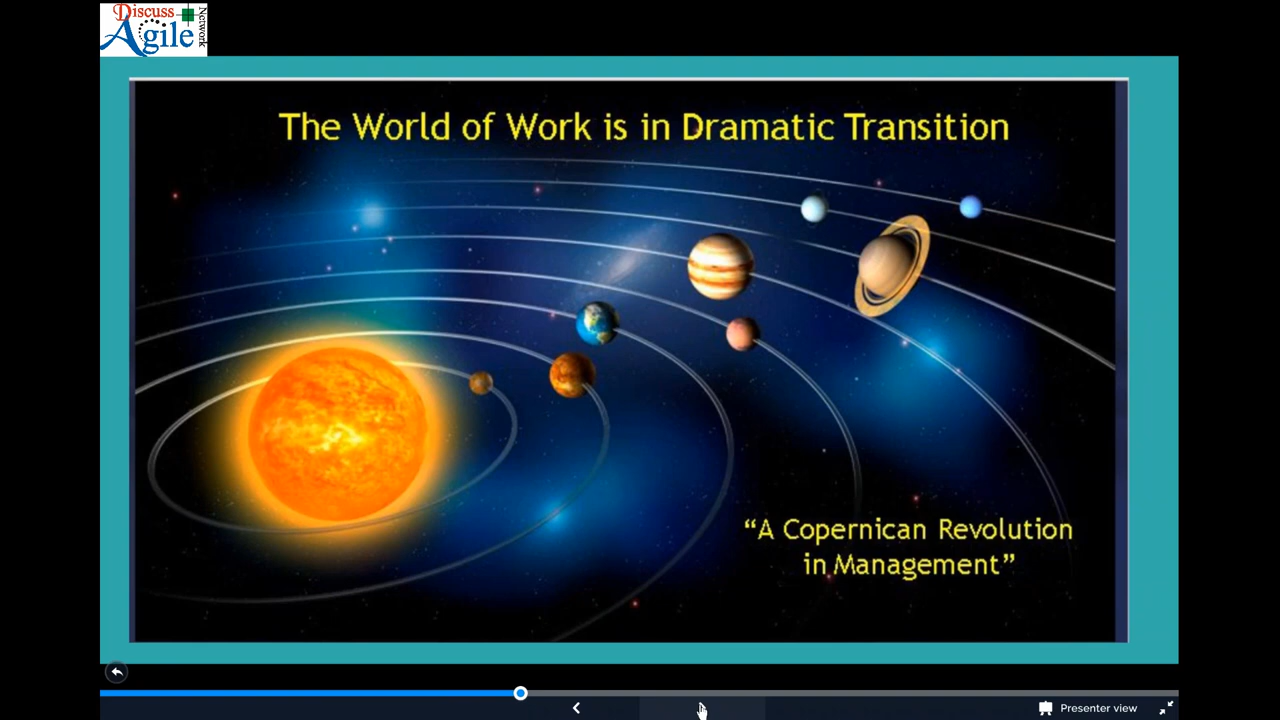 Discuss
Agile
Network
The World of Work is in Dramatic Transition
“A Copernican Revolution
in Management”
Presenter view